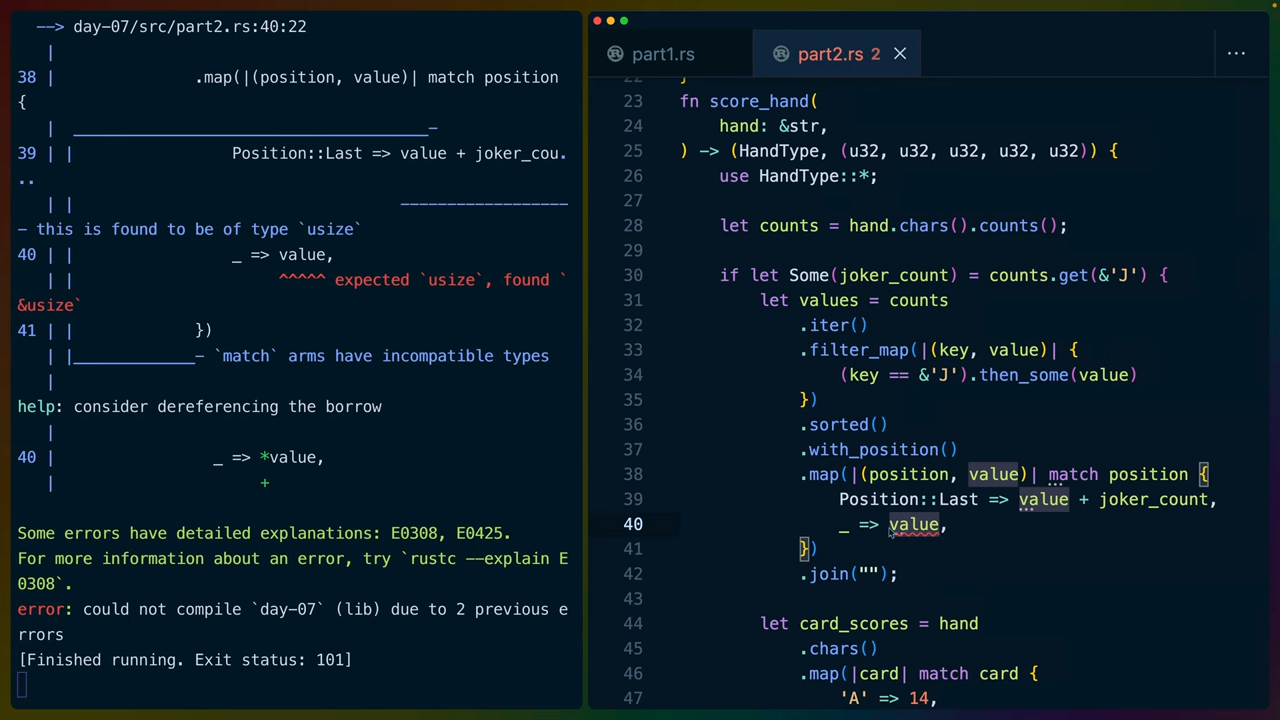 --> day-07/src/part2.rs:40:22
|
38 | .map(|(position, value)| match position
{
| ______________________________________-
39 | | Position::Last => value + joker_cou.
..
| | ------------------
- this is found to be of type `usize`
40 | | _ => value,
| | ^^^^^ expected `usize`, found `
&usize`
41 | | })
| |_____________- `match` arms have incompatible types
|
help: consider dereferencing the borrow
|
40 | _ => *value,
| +
Some errors have detailed explanations: E0308, E0425.
For more information about an error, try `rustc --explain E
0308`.
error: could not compile `day-07` (lib) due to 2 previous e
rrors
[Finished running. Exit status: 101]
part1.rs
part2.rs 2
22 }
23 fn score_hand(
24 hand: &str,
25 ) -> (HandType, (u32, u32, u32, u32, u32)) {
26 use HandType::*;
27
28 let counts = hand.chars().counts();
29
30 if let Some(joker_count) = counts.get(&'J') {
31 let values = counts
32 .iter()
33 .filter_map(|(key, value)| {
34 (key == &'J').then_some(value)
35 })
36 .sorted()
37 .with_position()
38 .map(|(position, value)| match position {
39 Position::Last => value + joker_count,
40 _ => value,
41 })
42 .join("");
43
44 let card_scores = hand
45 .chars()
46 .map(|card| match card {
47 'A' => 14,